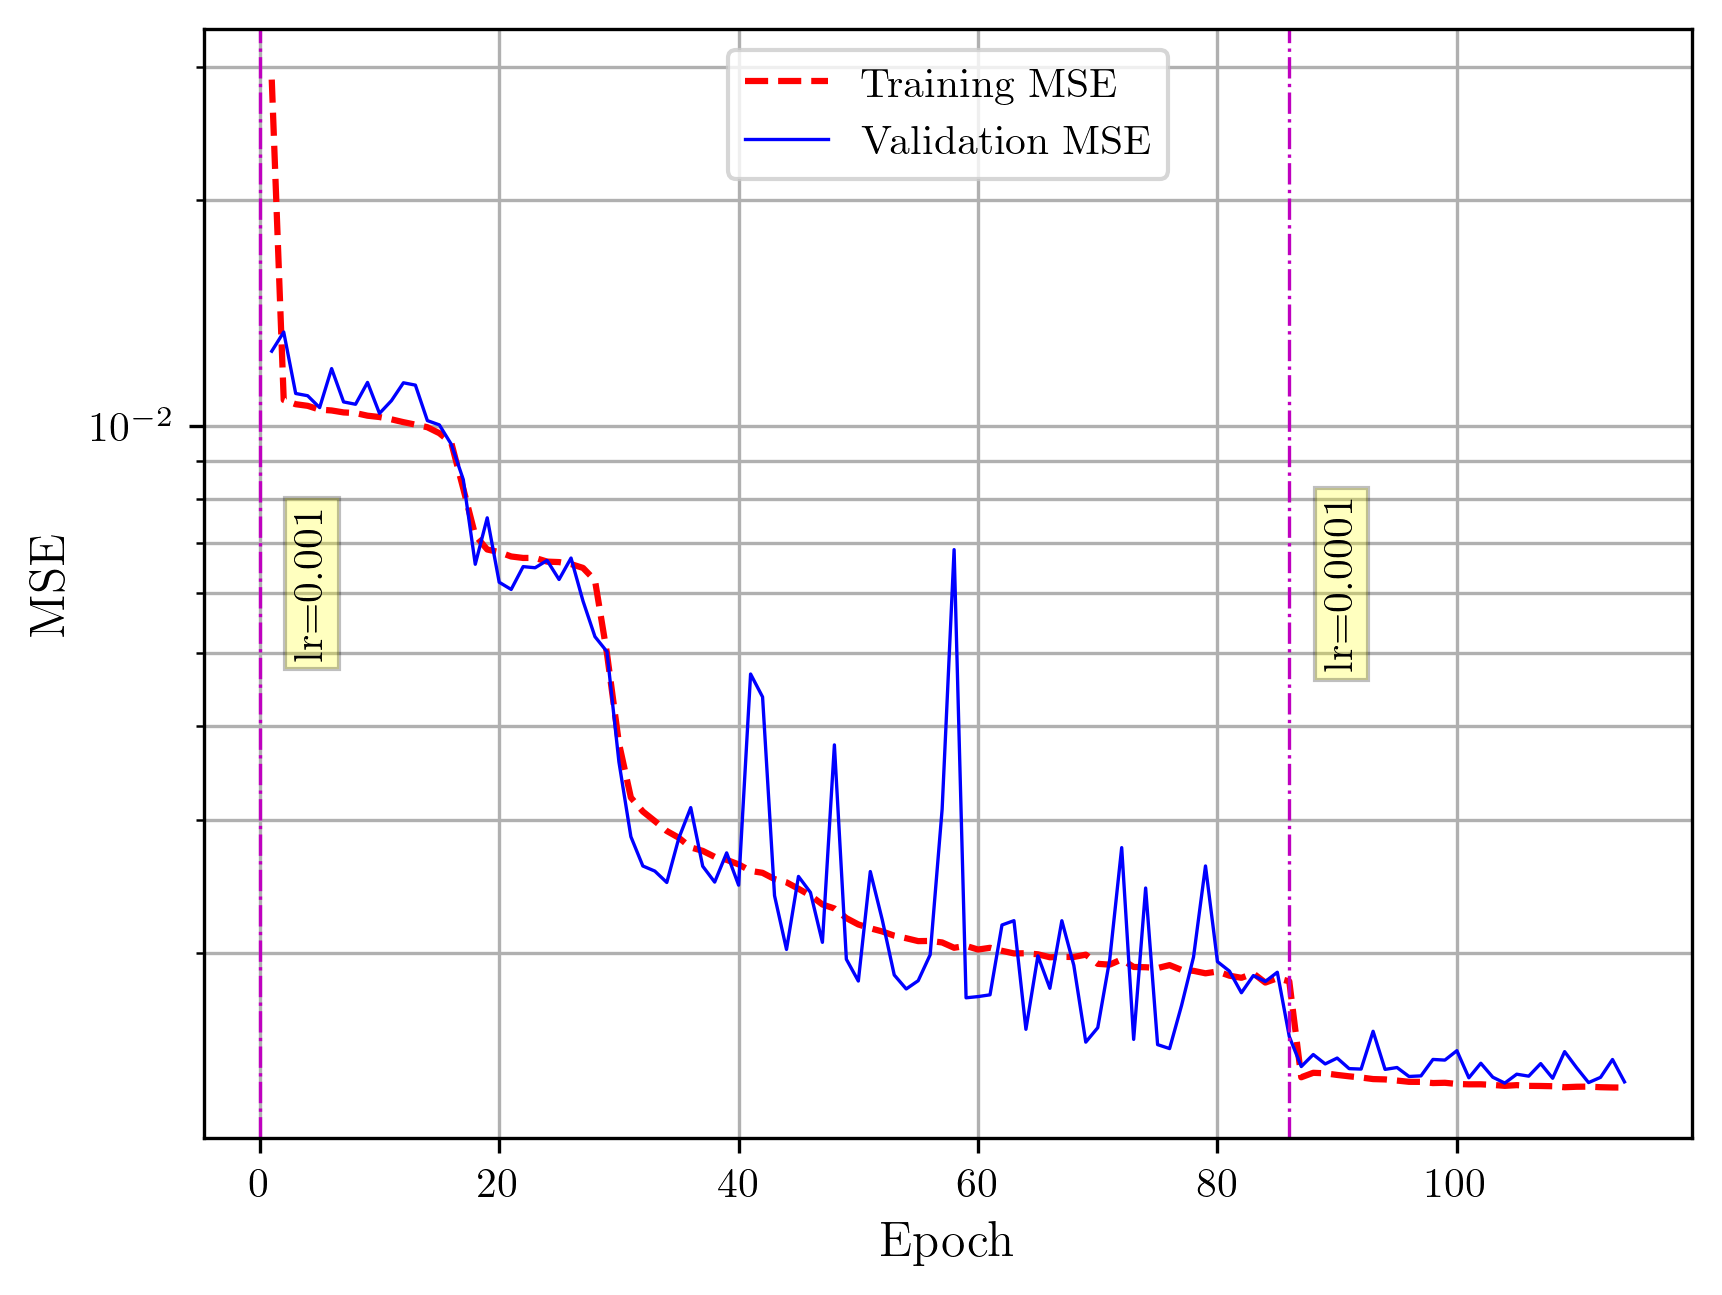 Training MSE
Validation MSE
10⁻²
MSE
lr=0.001
lr=0.0001
0 20 40 60 80 100
Epoch